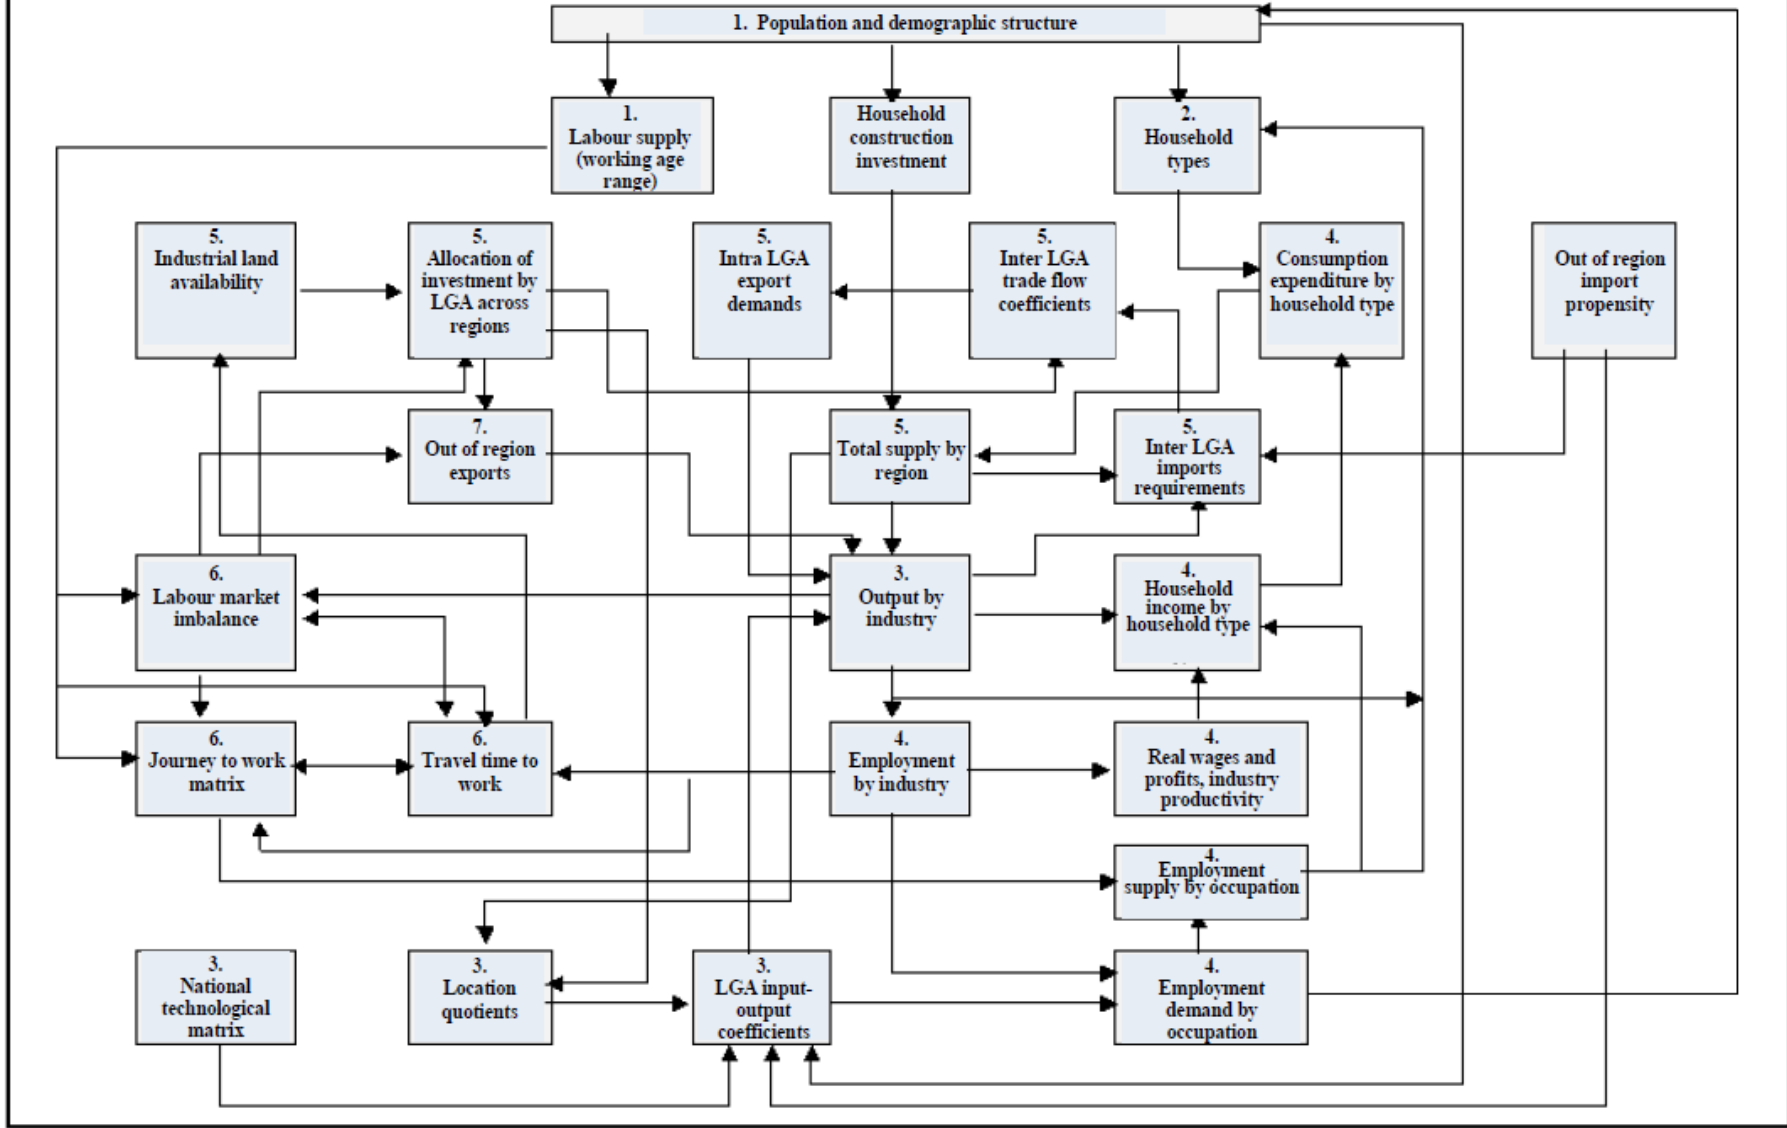 1. Population and demographic structure
1.
Labour supply
(working age
range)
Household
construction
investment
2.
Household
types
5.
Industrial land
availability
5.
Allocation of
investment by
LGA across
regions
5.
Intra LGA
export
demands
5.
Inter LGA
trade flow
coefficients
4.
Consumption
expenditure by
household type
Out of region
import
propensity
7.
Out of region
exports
5.
Total supply by
region
5.
Inter LGA
imports
requirements
6.
Labour market
imbalance
3.
Output by
industry
4.
Household
income by
household type
6.
Journey to work
matrix
6.
Travel time to
work
4.
Employment
by industry
4.
Real wages and
profits, industry
productivity
4.
Employment
supply by occupation
3.
National
technological
matrix
3.
Location
quotients
3.
LGA input-
output
coefficients
4.
Employment
demand by
occupation